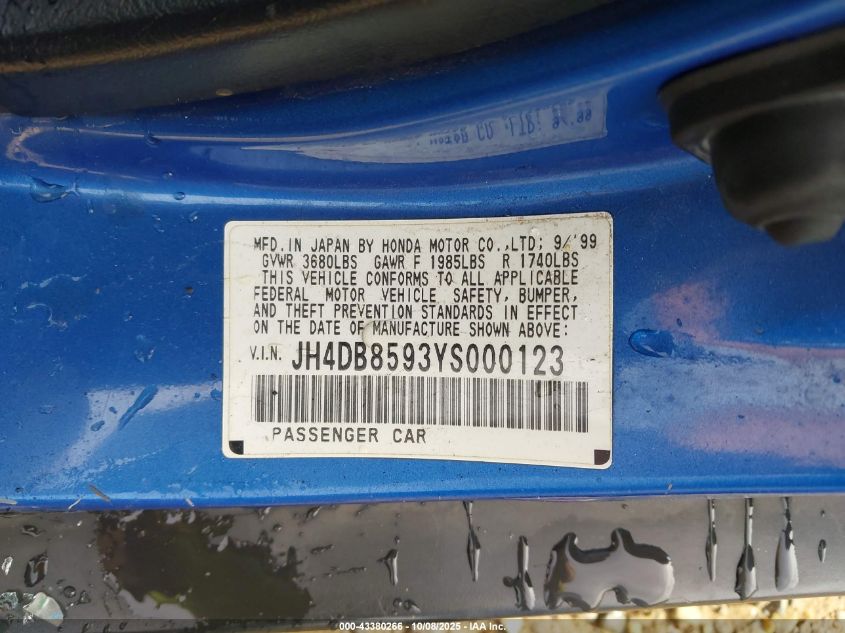 MFD. IN JAPAN BY HONDA MOTOR CO.,LTD; 9/'99
GVWR 3680LBS GAWR F 1985LBS R 1740LBS
THIS VEHICLE CONFORMS TO ALL APPLICABLE
FEDERAL MOTOR VEHICLE SAFETY, BUMPER,
AND THEFT PREVENTION STANDARDS IN EFFECT
ON THE DATE OF MANUFACTURE SHOWN ABOVE:
V.I.N. JH4DB8593YS000123
PASSENGER CAR
000-43380266 - 10/08/2025 - IAA Inc.